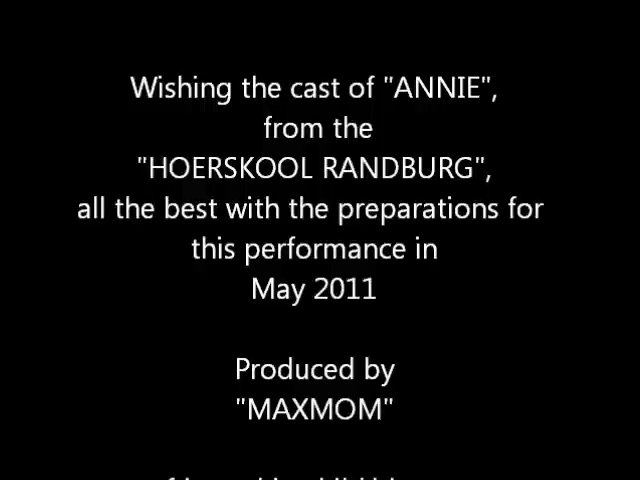 Wishing the cast of "ANNIE",
from the
"HOERSKOOL RANDBURG",
all the best with the preparations for
this performance in
May 2011
Produced by
"MAXMOM"